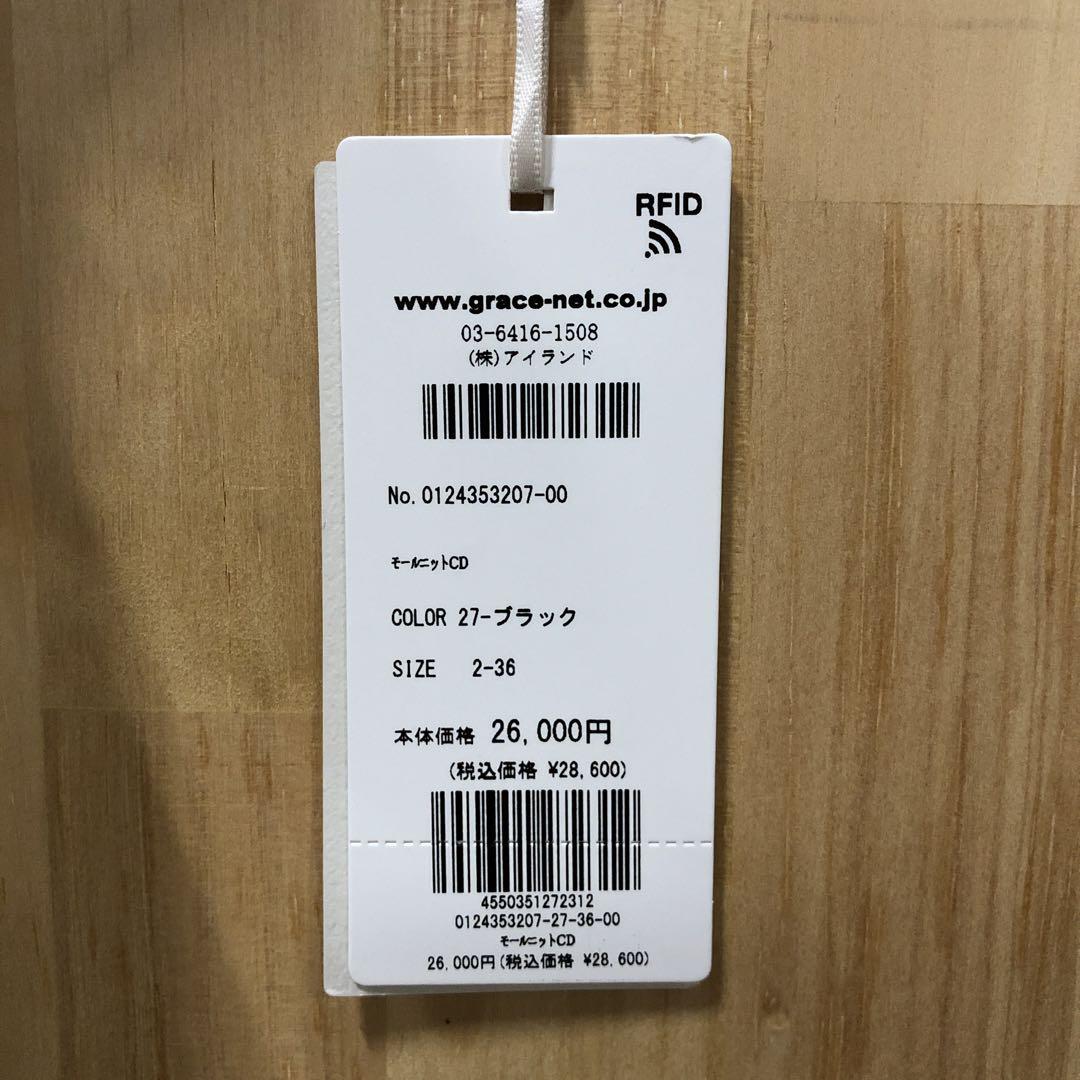 RFID
www.grace-net.co.jp
03-6416-1508
(株)アイランド
No.0124353207-00
モールニットCD
COLOR 27-ブラック
SIZE 2-36
本体価格 26,000円
(税込価格 ¥28,600)
4550351272312
0124353207-27-36-00
モールニットCD
26,000円(税込価格 ¥28,600)